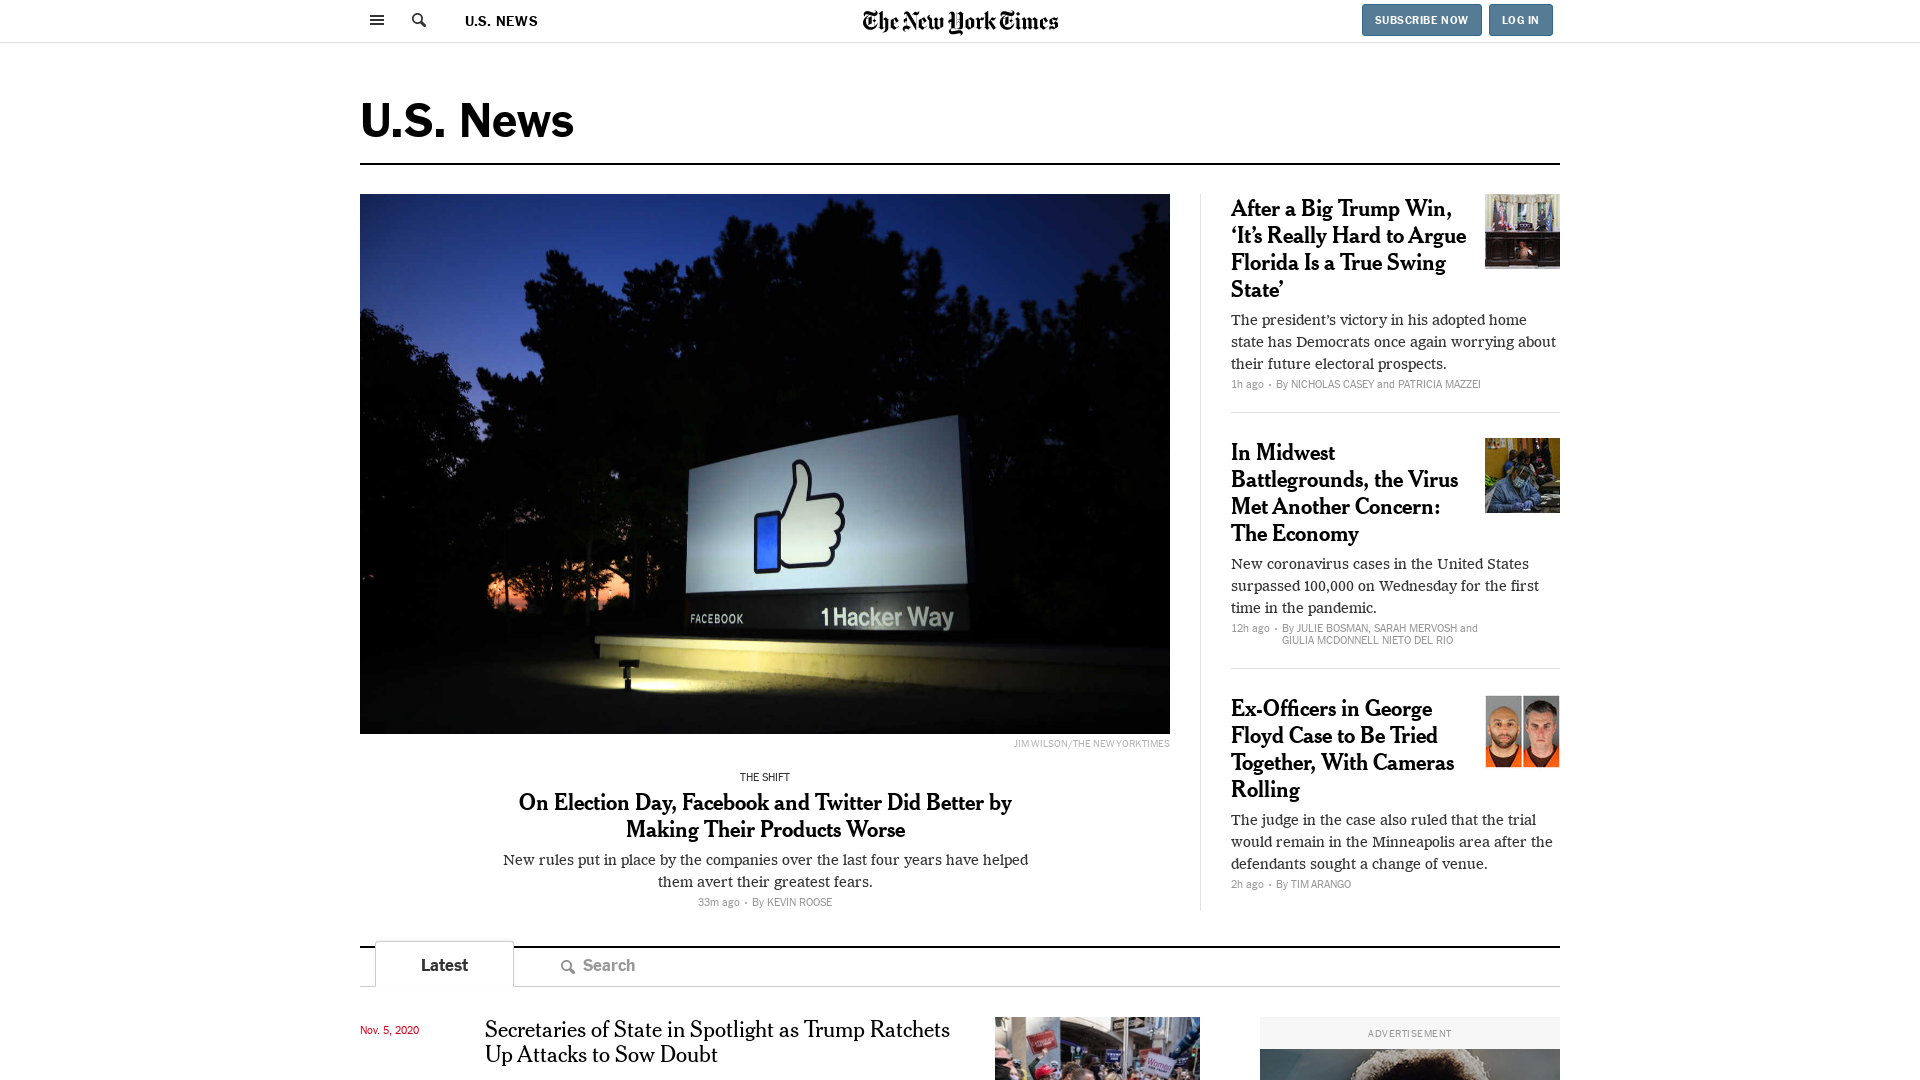 U.S. NEWS
The New York Times
SUBSCRIBE NOW
LOG IN
U.S. News
FACEBOOK
1 Hacker Way
JIM WILSON/THE NEW YORK TIMES
THE SHIFT
On Election Day, Facebook and Twitter Did Better by
Making Their Products Worse
New rules put in place by the companies over the last four years have helped
them avert their greatest fears.
33m ago • By KEVIN ROOSE
After a Big Trump Win,
‘It’s Really Hard to Argue
Florida Is a True Swing
State’
The president’s victory in his adopted home
state has Democrats once again worrying about
their future electoral prospects.
1h ago • By NICHOLAS CASEY and PATRICIA MAZZEI
In Midwest
Battlegrounds, the Virus
Met Another Concern:
The Economy
New coronavirus cases in the United States
surpassed 100,000 on Wednesday for the first
time in the pandemic.
12h ago • By JULIE BOSMAN, SARAH MERVOSH and
GIULIA MCDONNELL NIETO DEL RIO
Ex-Officers in George
Floyd Case to Be Tried
Together, With Cameras
Rolling
The judge in the case also ruled that the trial
would remain in the Minneapolis area after the
defendants sought a change of venue.
2h ago • By TIM ARANGO
Latest
Search
Nov. 5, 2020
Secretaries of State in Spotlight as Trump Ratchets
Up Attacks to Sow Doubt
ADVERTISEMENT